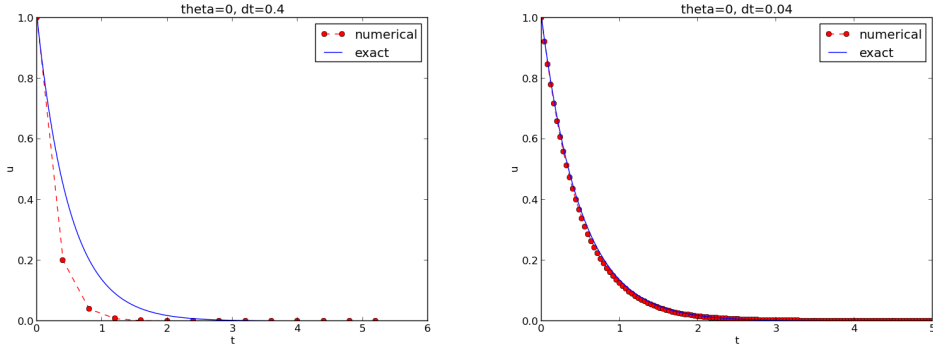 theta=0, dt=0.4
1.0
0.8
0.6
0.4
0.2
0.0
u
0 1 2 3 4 5 6
t
numerical
exact
theta=0, dt=0.04
1.0
0.8
0.6
0.4
0.2
0.0
u
0 1 2 3 4 5
t
numerical
exact